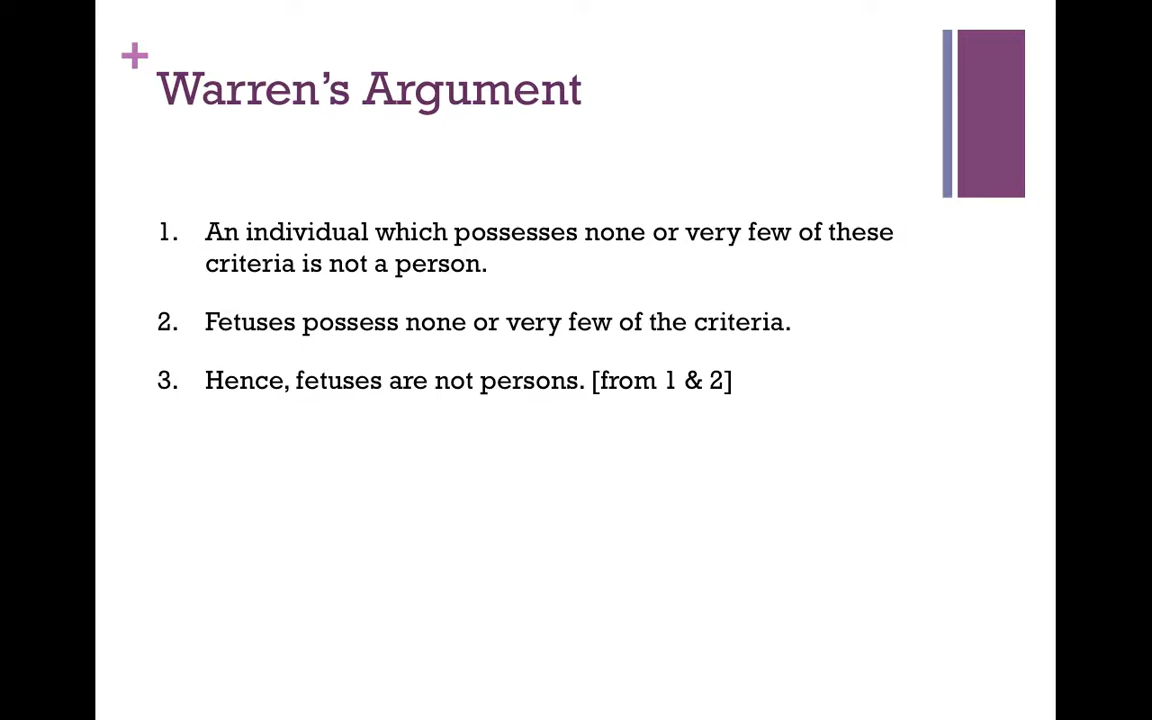 +
Warren’s Argument
1. An individual which possesses none or very few of these
criteria is not a person.
2. Fetuses possess none or very few of the criteria.
3. Hence, fetuses are not persons. [from 1 & 2]